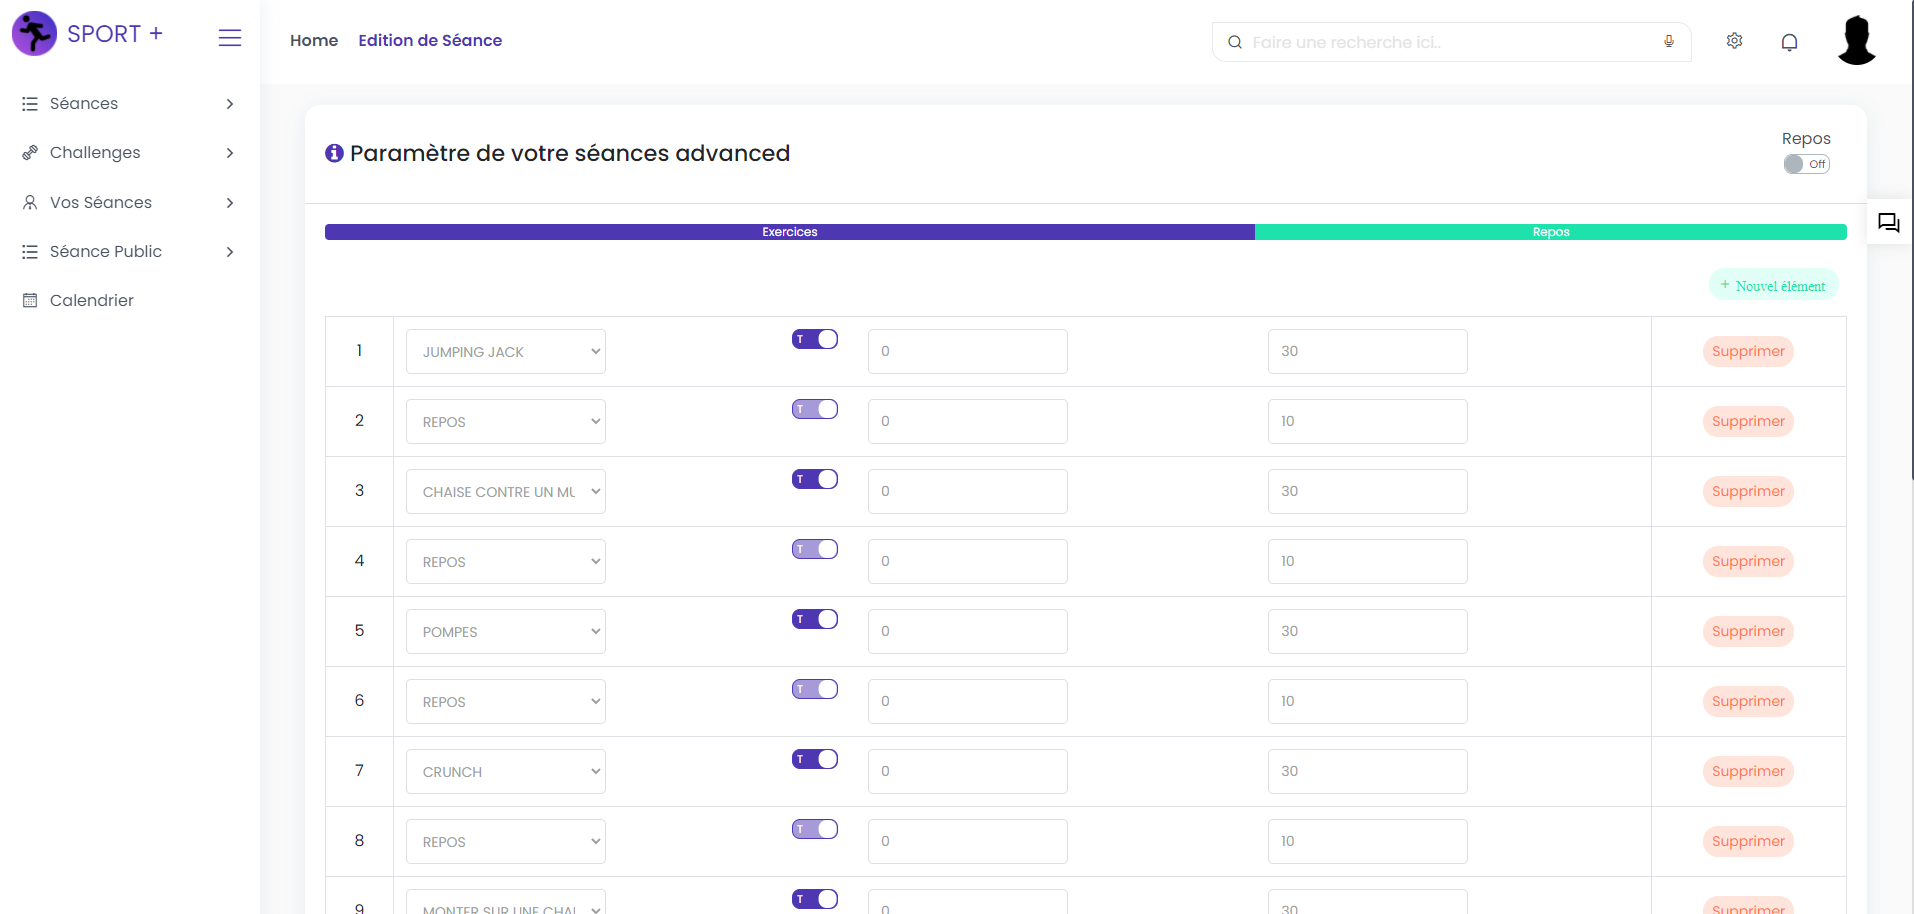 SPORT +
Home Edition de Séance
Faire une recherche ici..
Séances
Challenges
Vos Séances
Séance Public
Calendrier
Paramètre de votre séances advanced
Repos
Off
Exercices Repos
+ Nouvel élément
1 JUMPING JACK T 0 30 Supprimer
2 REPOS T 0 10 Supprimer
3 CHAISE CONTRE UN MU T 0 30 Supprimer
4 REPOS T 0 10 Supprimer
5 POMPES T 0 30 Supprimer
6 REPOS T 0 10 Supprimer
7 CRUNCH T 0 30 Supprimer
8 REPOS T 0 10 Supprimer
9 MONTER SUR UNE CHAI T 0 30 Supprimer